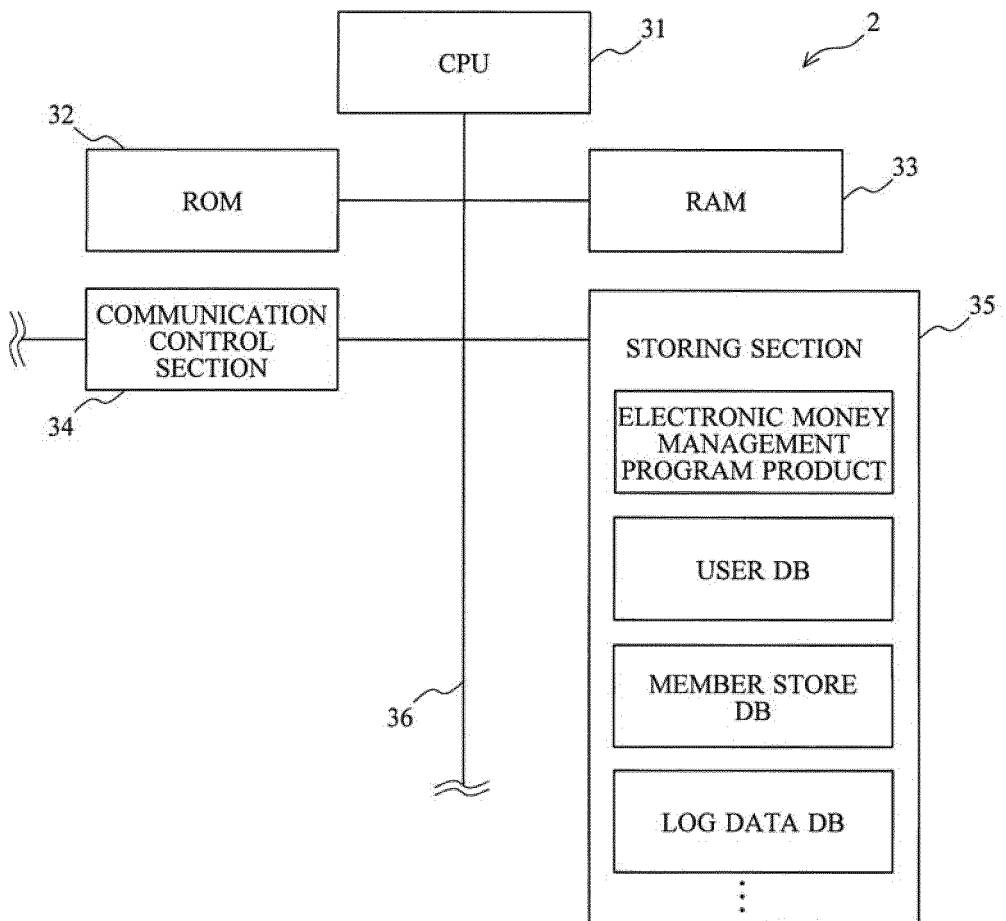 31
2
CPU
32
ROM
33
RAM
COMMUNICATION
CONTROL
SECTION
34
35
STORING SECTION
ELECTRONIC MONEY
MANAGEMENT
PROGRAM PRODUCT
USER DB
MEMBER STORE
DB
36
LOG DATA DB